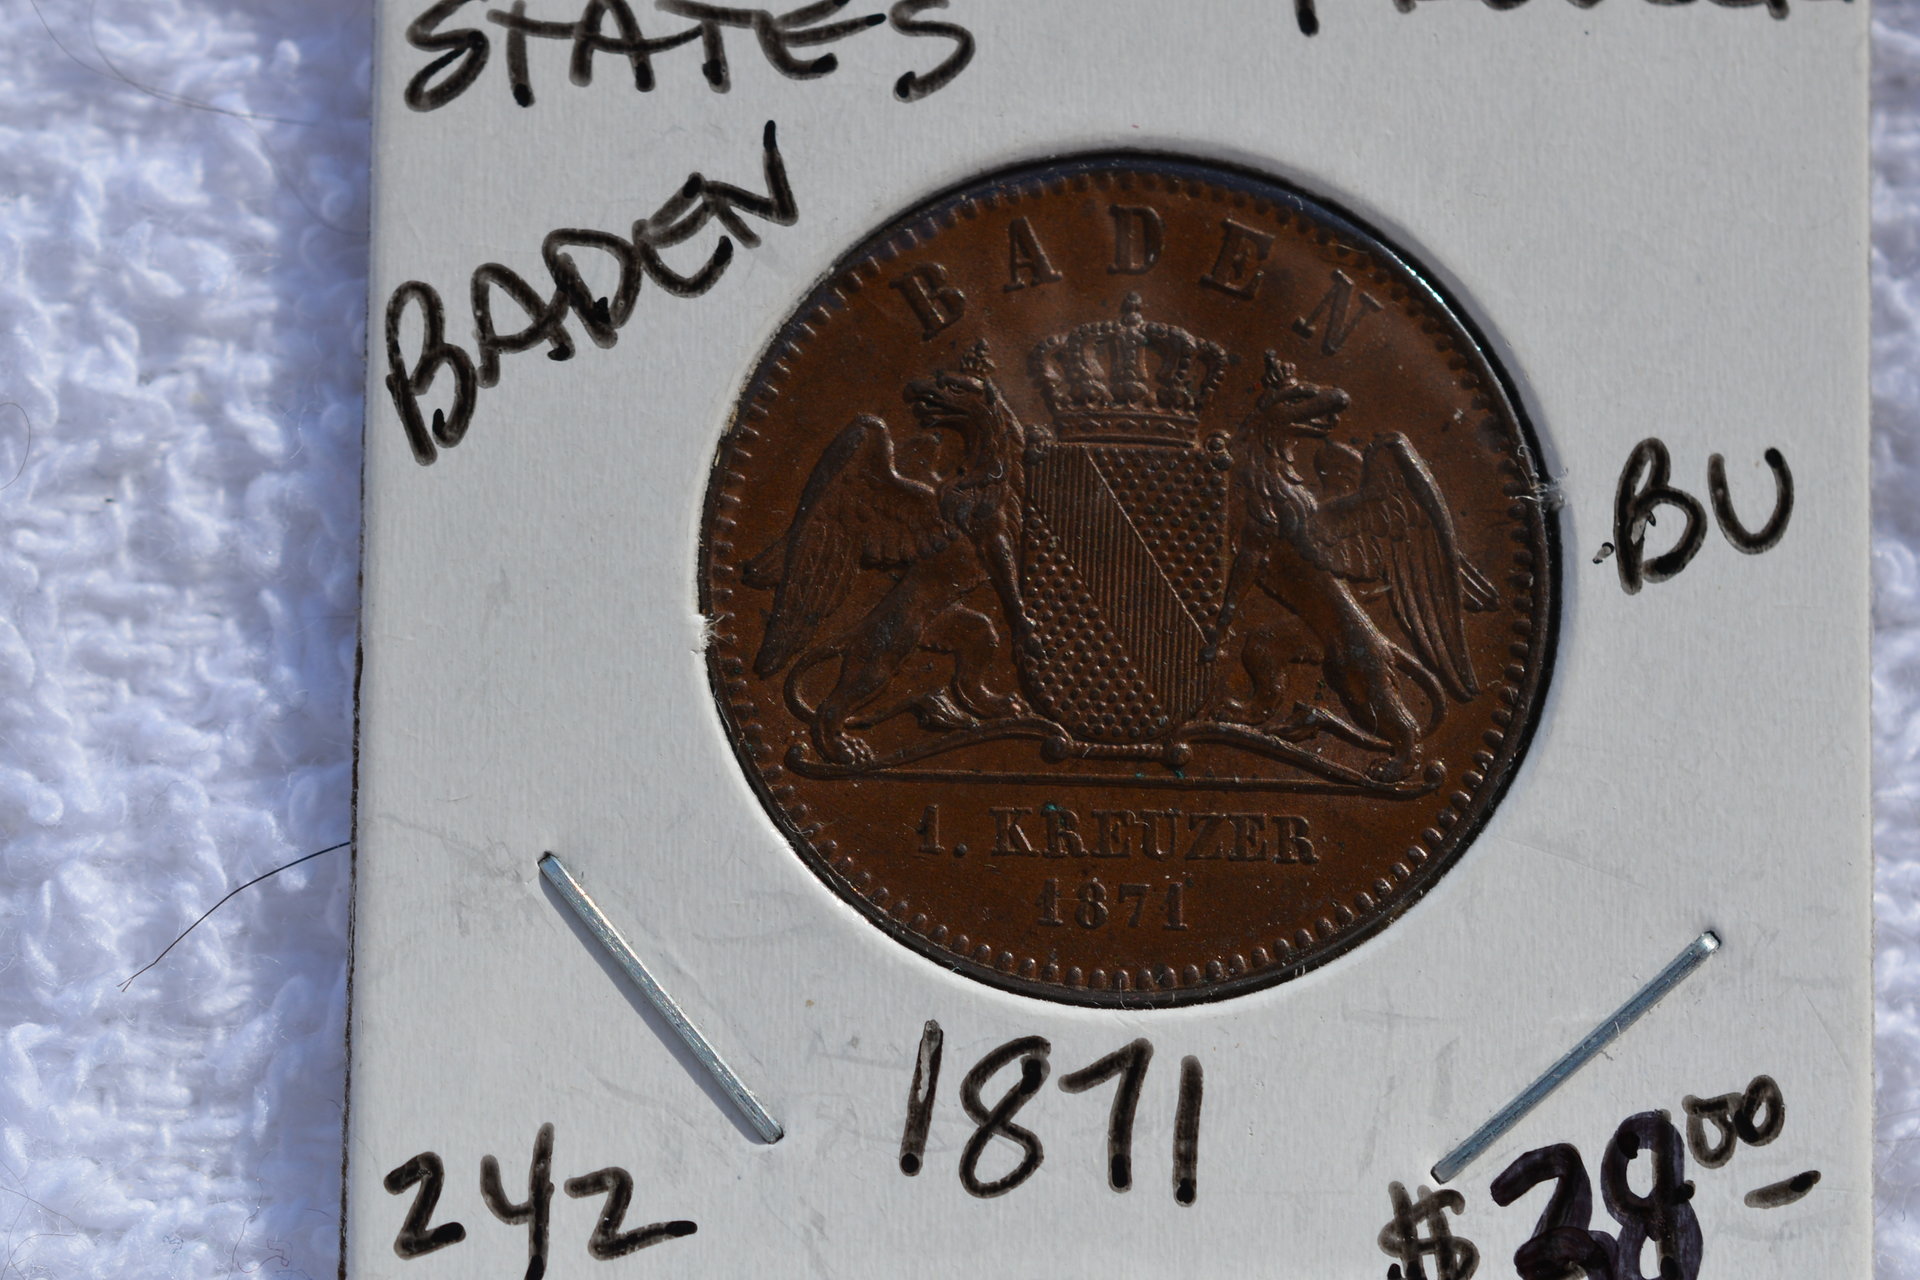 STATES
BADEN
BADEN
BU
1. KREUZER
1871
1871
242